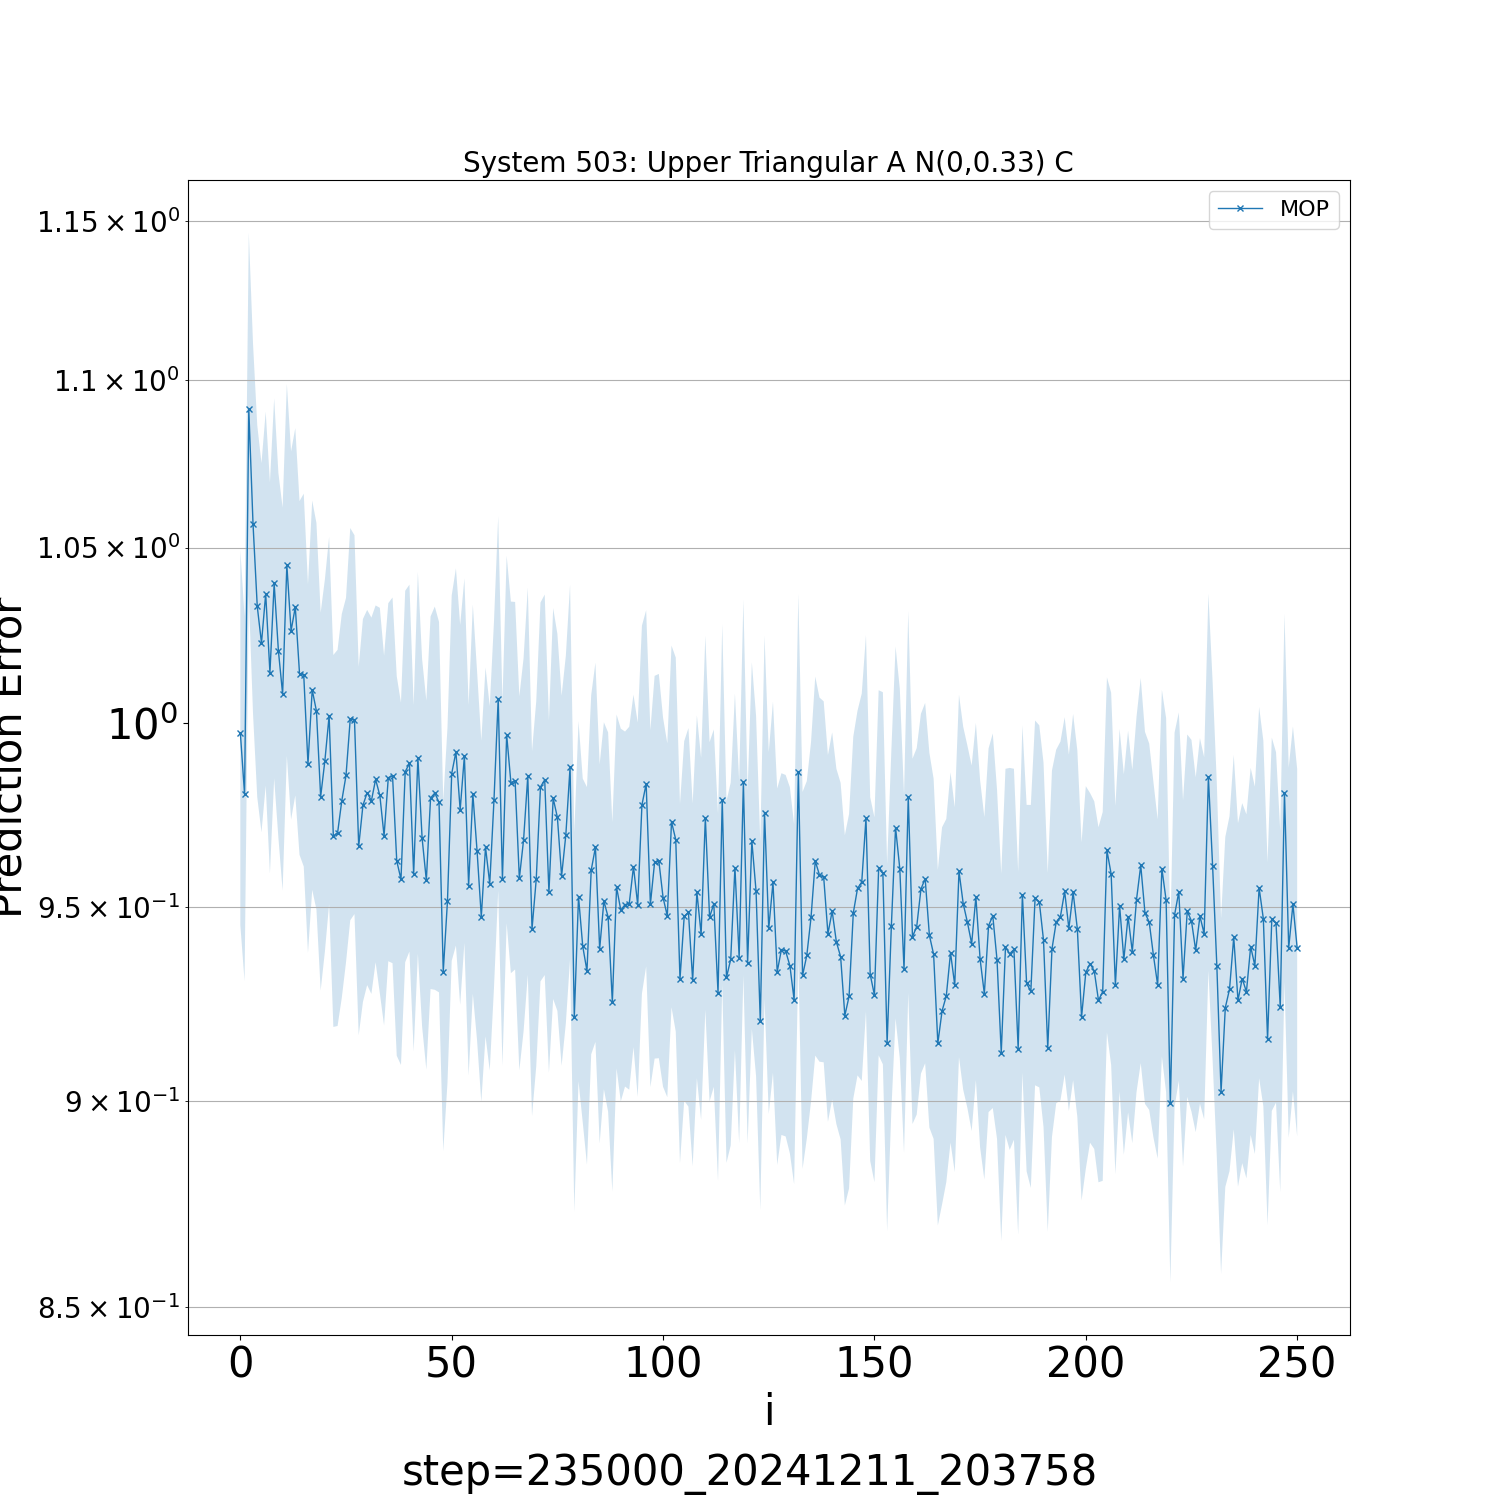 System 503: Upper Triangular A N(0,0.33) C
MOP
1.15 × 10⁰
1.1 × 10⁰
1.05 × 10⁰
10⁰
9.5 × 10⁻¹
9 × 10⁻¹
8.5 × 10⁻¹
Prediction Error
0 50 100 150 200 250
i
step=235000_20241211_203758